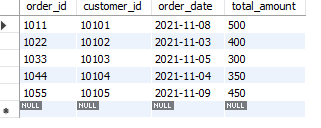 order_id customer_id order_date total_amount
1011 10101 2021-11-08 500
1022 10102 2021-11-03 400
1033 10103 2021-11-05 300
1044 10104 2021-11-04 350
1055 10105 2021-11-09 450
NULL NULL NULL NULL